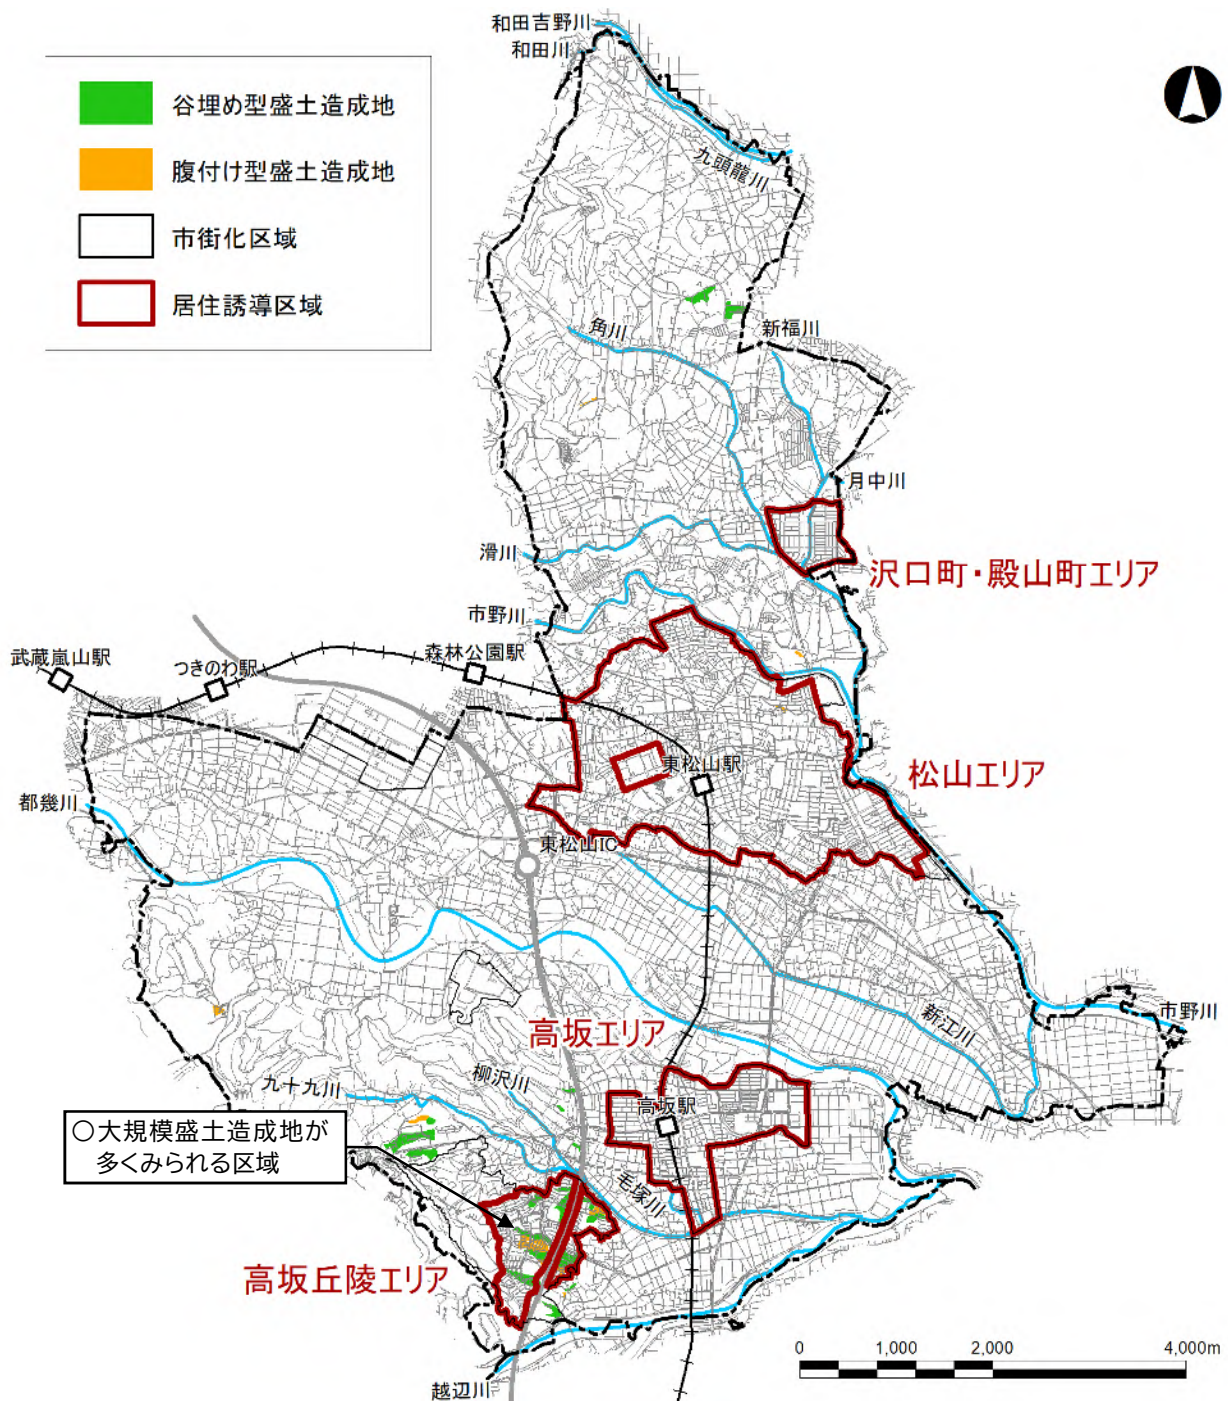 和田吉野川
和田川
谷埋め型盛土造成地
腹付け型盛土造成地
市街化区域
居住誘導区域
九頭龍川
角川
新福川
月中川
滑川
沢口町・殿山町エリア
市野川
森林公園駅
つきのわ駅
武蔵嵐山駅
東松山駅
松山エリア
都幾川
東松山IC
新江川
市野川
高坂エリア
柳沢川
九十九川
高坂駅
○大規模盛土造成地が
多くみられる区域
毛塚川
高坂丘陵エリア
越辺川
0 1,000 2,000 4,000m